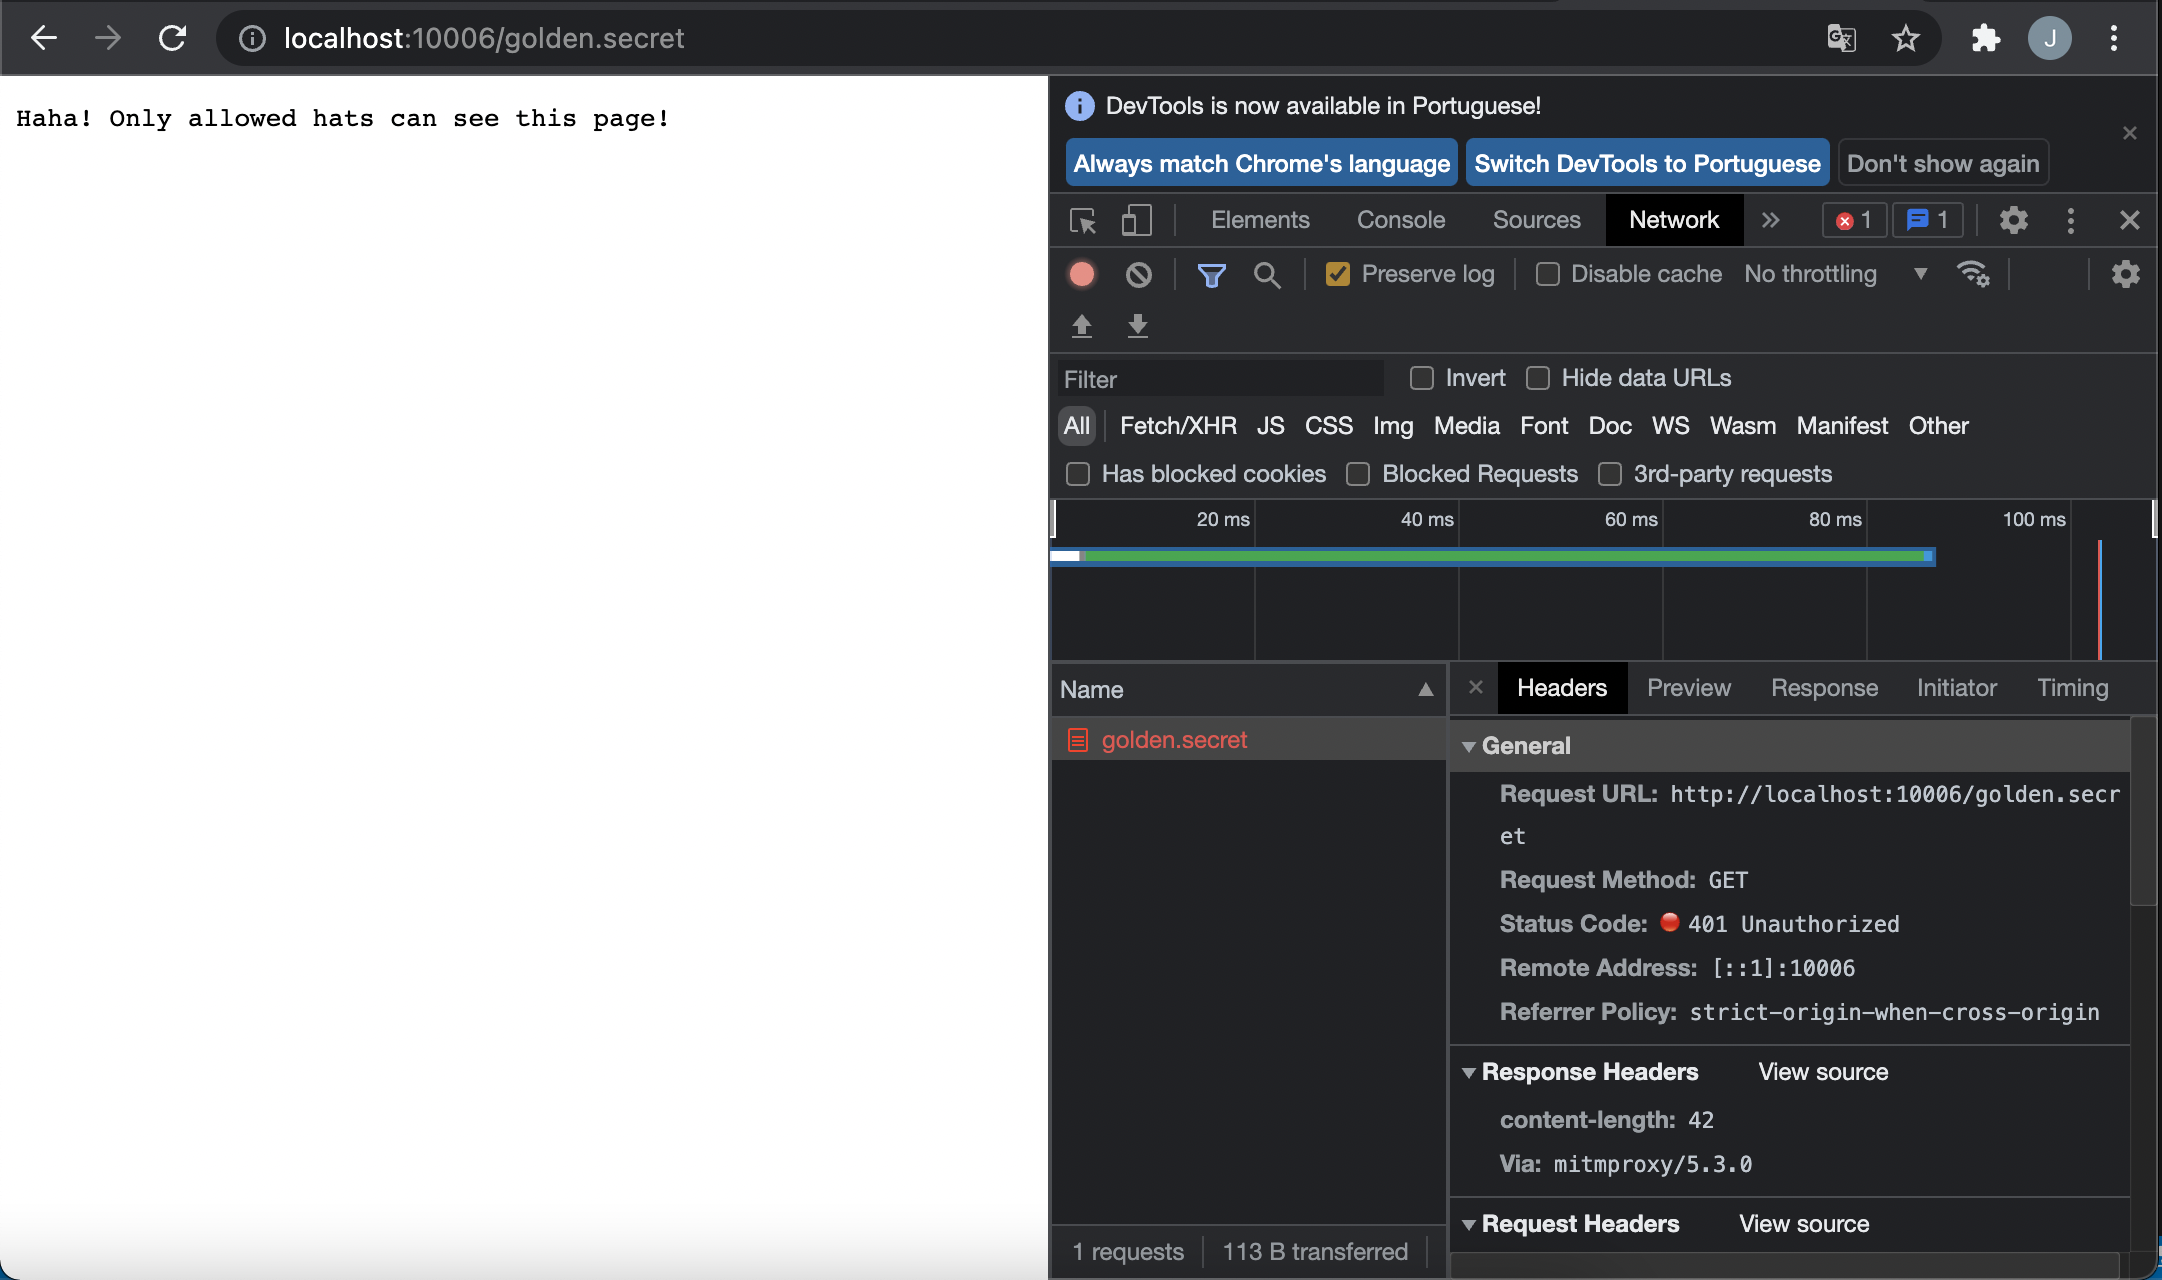 localhost:10006/golden.secret
J
Haha! Only allowed hats can see this page!
DevTools is now available in Portuguese!
Always match Chrome's language Switch DevTools to Portuguese Don't show again
Elements Console Sources Network 1 1
Preserve log Disable cache No throttling
Filter Invert Hide data URLs
All Fetch/XHR JS CSS Img Media Font Doc WS Wasm Manifest Other
Has blocked cookies Blocked Requests 3rd-party requests
20 ms 40 ms 60 ms 80 ms 100 ms
Name
golden.secret
1 requests 113 B transferred
Headers Preview Response Initiator Timing
General
Request URL: http://localhost:10006/golden.secr
et
Request Method: GET
Status Code: 401 Unauthorized
Remote Address: [::1]:10006
Referrer Policy: strict-origin-when-cross-origin
Response Headers View source
content-length: 42
Via: mitmproxy/5.3.0
Request Headers View source